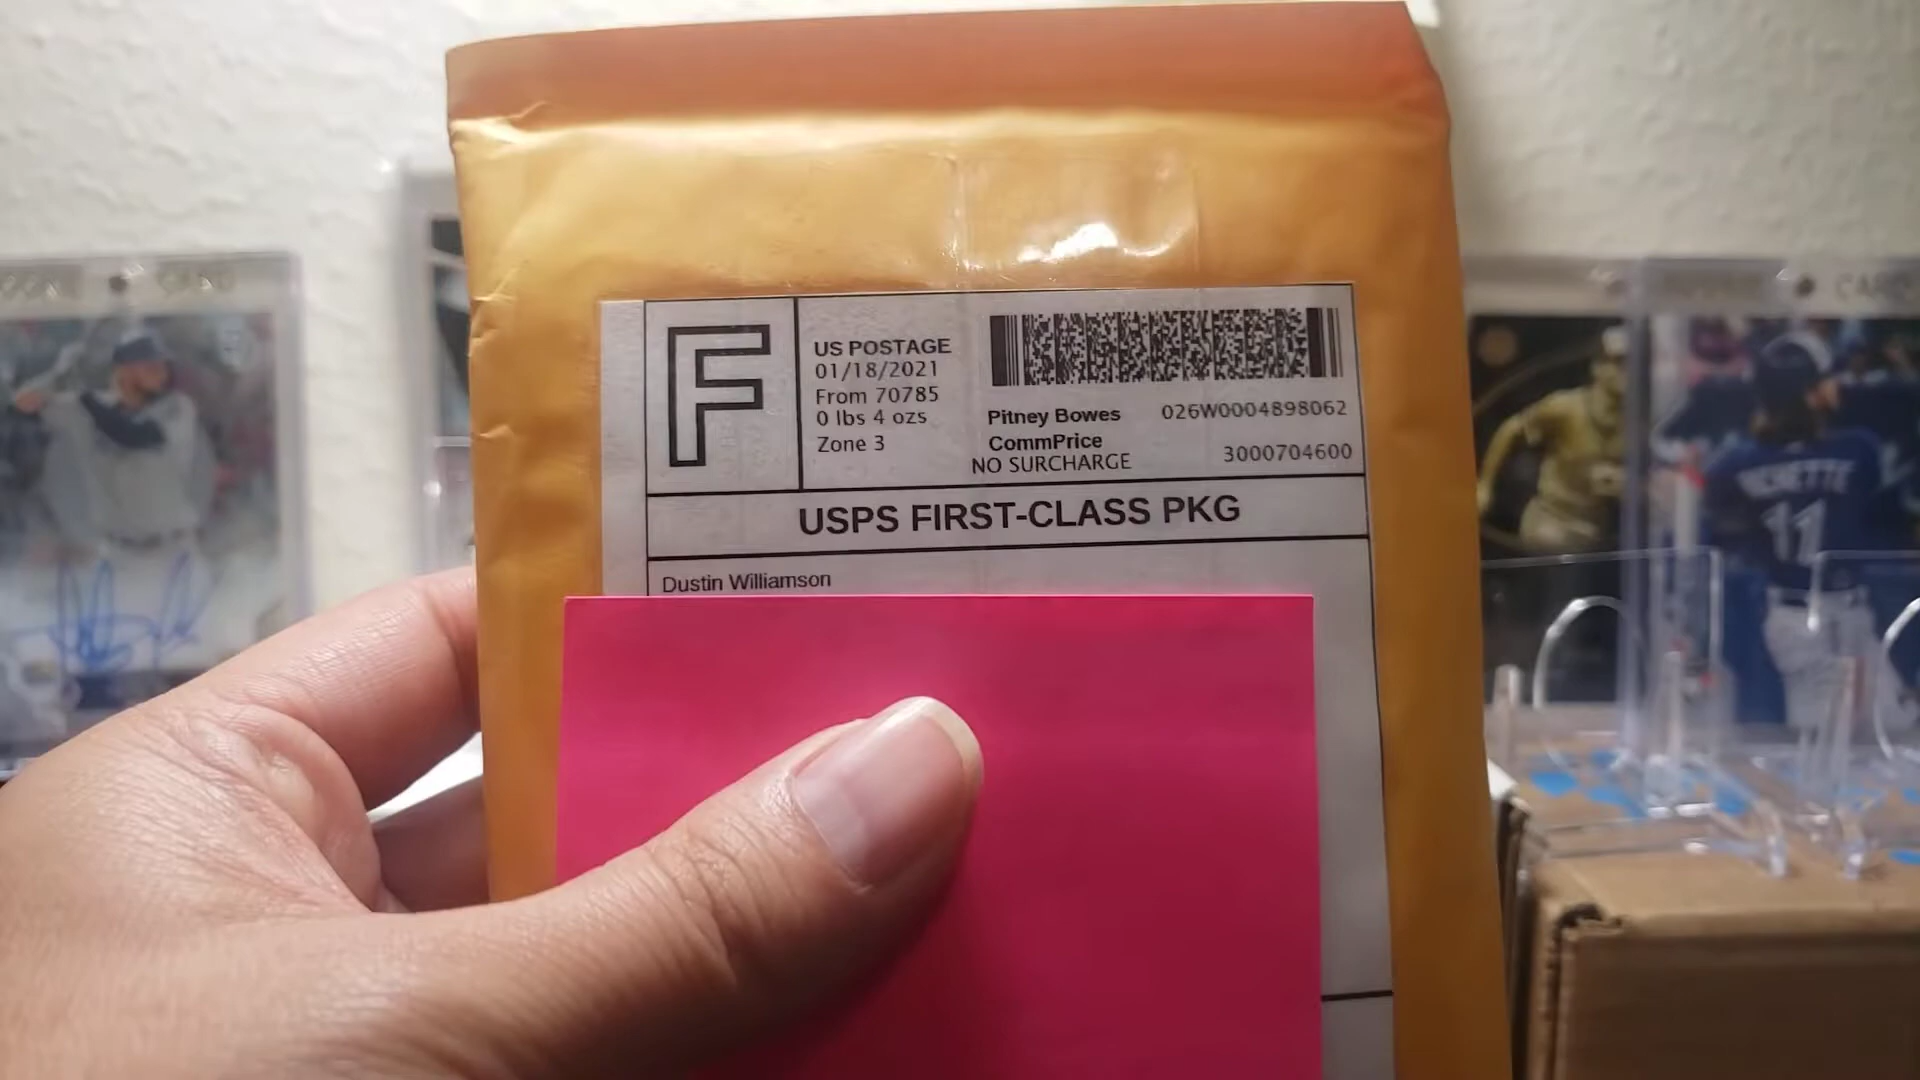 F
US POSTAGE
01/18/2021
From 70785
0 lbs 4 ozs
Zone 3
Pitney Bowes 026W0004898062
CommPrice
NO SURCHARGE 3000704600
USPS FIRST-CLASS PKG
Dustin Williamson
11